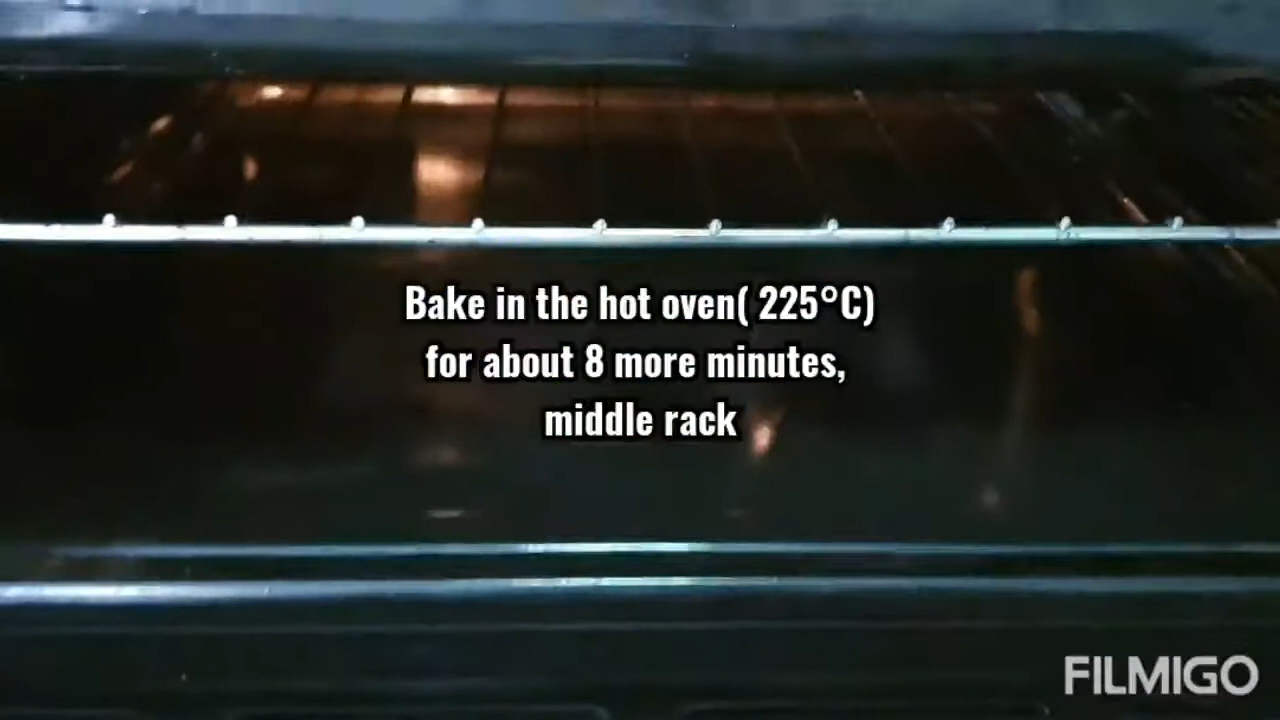 Bake in the hot oven( 225°C)
for about 8 more minutes,
middle rack
FILMIGO